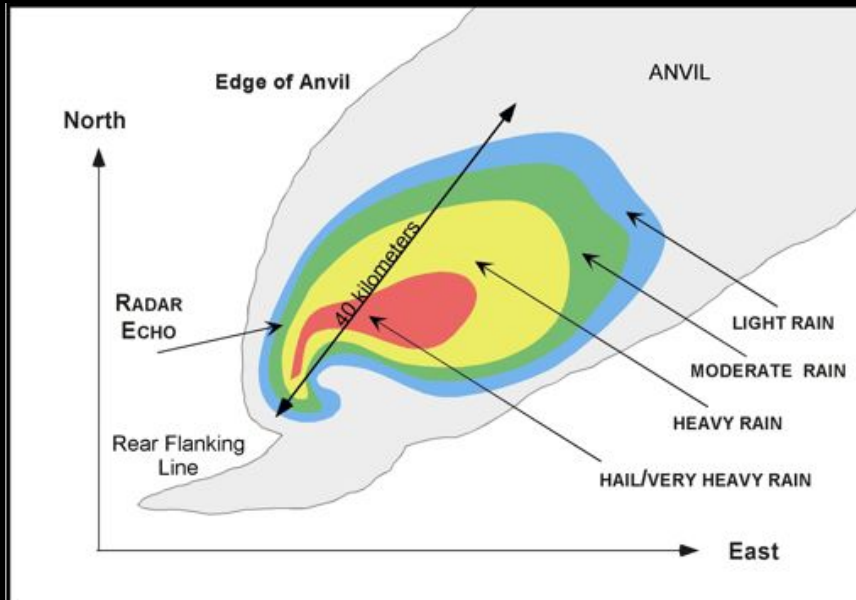 ANVIL
Edge of Anvil
North
40 kilometers
RADAR
ECHO
LIGHT RAIN
MODERATE RAIN
HEAVY RAIN
Rear Flanking
Line
HAIL/VERY HEAVY RAIN
East